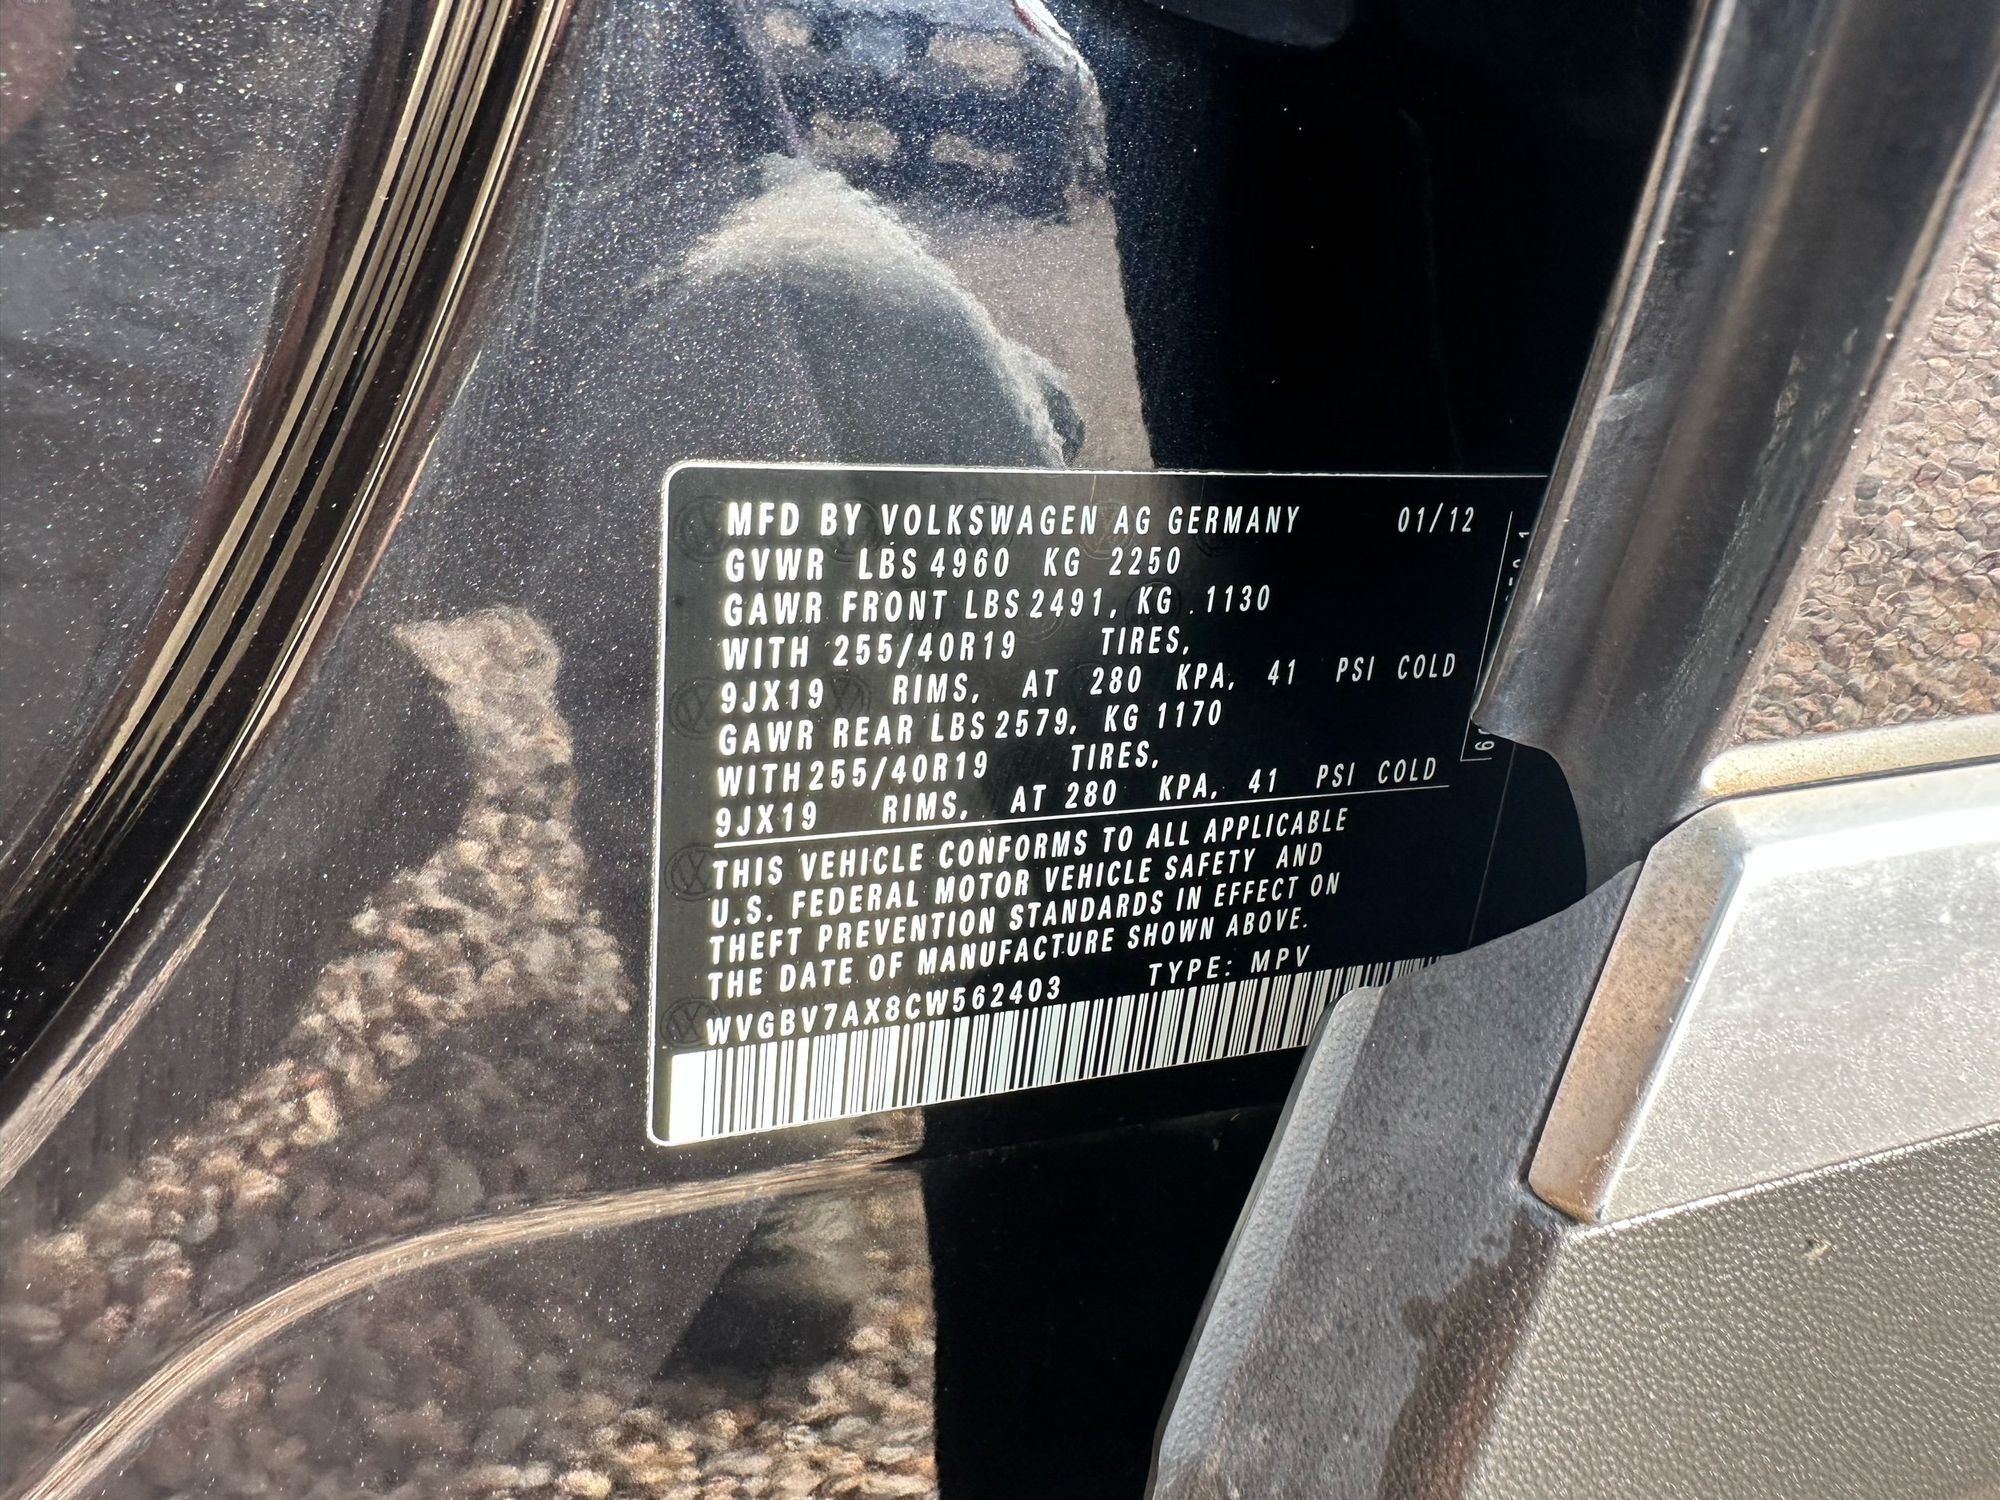 MFD BY VOLKSWAGEN AG GERMANY 01/12
GVWR LBS 4960 KG 2250
GAWR FRONT LBS 2491, KG . 1130
WITH 255/40R19 TIRES,
9JX19 RIMS, AT 280 KPA, 41 PSI COLD
GAWR REAR LBS 2579, KG 1170
WITH 255/40R19 TIRES,
9JX19 RIMS, AT 280 KPA, 41 PSI COLD
THIS VEHICLE CONFORMS TO ALL APPLICABLE
U.S. FEDERAL MOTOR VEHICLE SAFETY AND
THEFT PREVENTION STANDARDS IN EFFECT ON
THE DATE OF MANUFACTURE SHOWN ABOVE.
WVGBV7AX8CW562403 TYPE: MPV